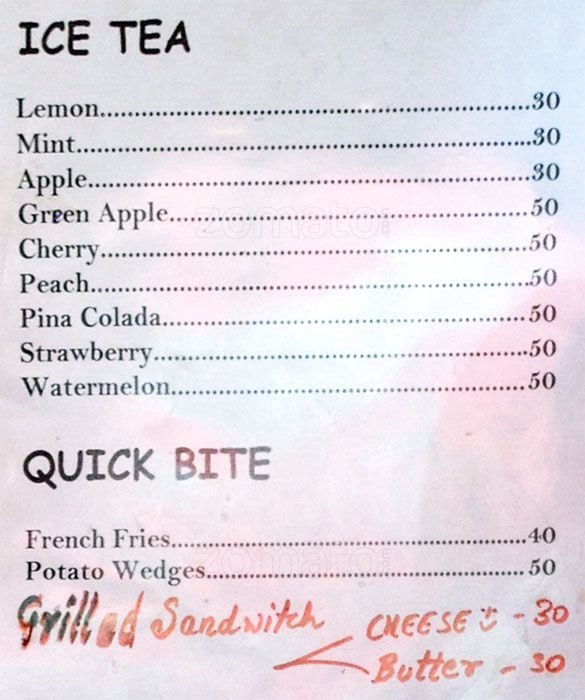 ICE TEA
Lemon..........30
Mint..........30
Apple..........30
Green Apple..........50
Cherry..........50
Peach..........50
Pina Colada..........50
Strawberry..........50
Watermelon..........50
QUICK BITE
French Fries..........40
Potato Wedges..........50
Grilled Sandwitch CHEESE - 30
Butter - 30
zomato
zomato